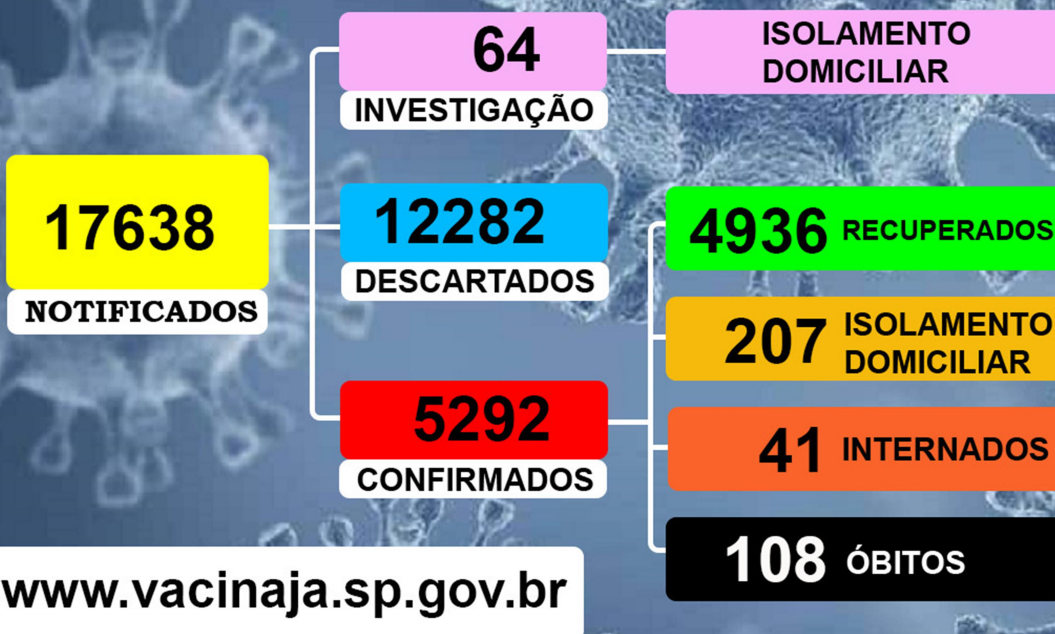 17638
NOTIFICADOS
64
INVESTIGAÇÃO
ISOLAMENTO
DOMICILIAR
12282
DESCARTADOS
5292
CONFIRMADOS
4936 RECUPERADOS
207 ISOLAMENTO
DOMICILIAR
41 INTERNADOS
108 ÓBITOS
www.vacinaja.sp.gov.br